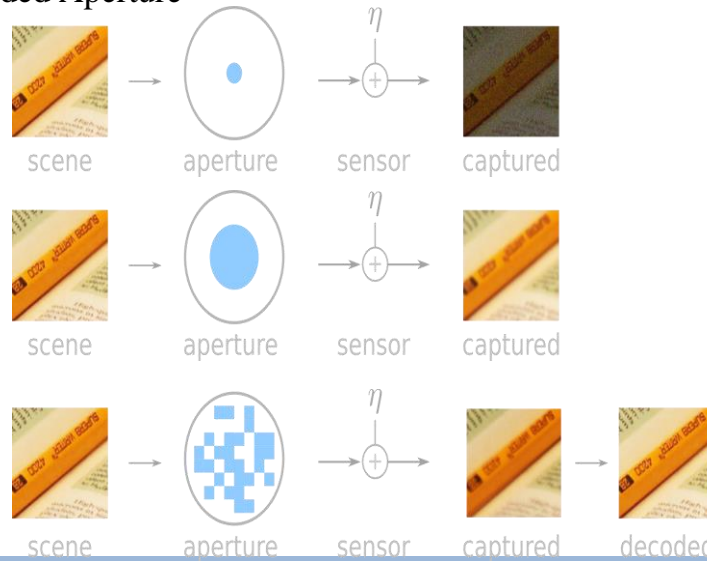 ded Aperture
η
scene aperture sensor captured
η
scene aperture sensor captured
η
scene aperture sensor captured decoded